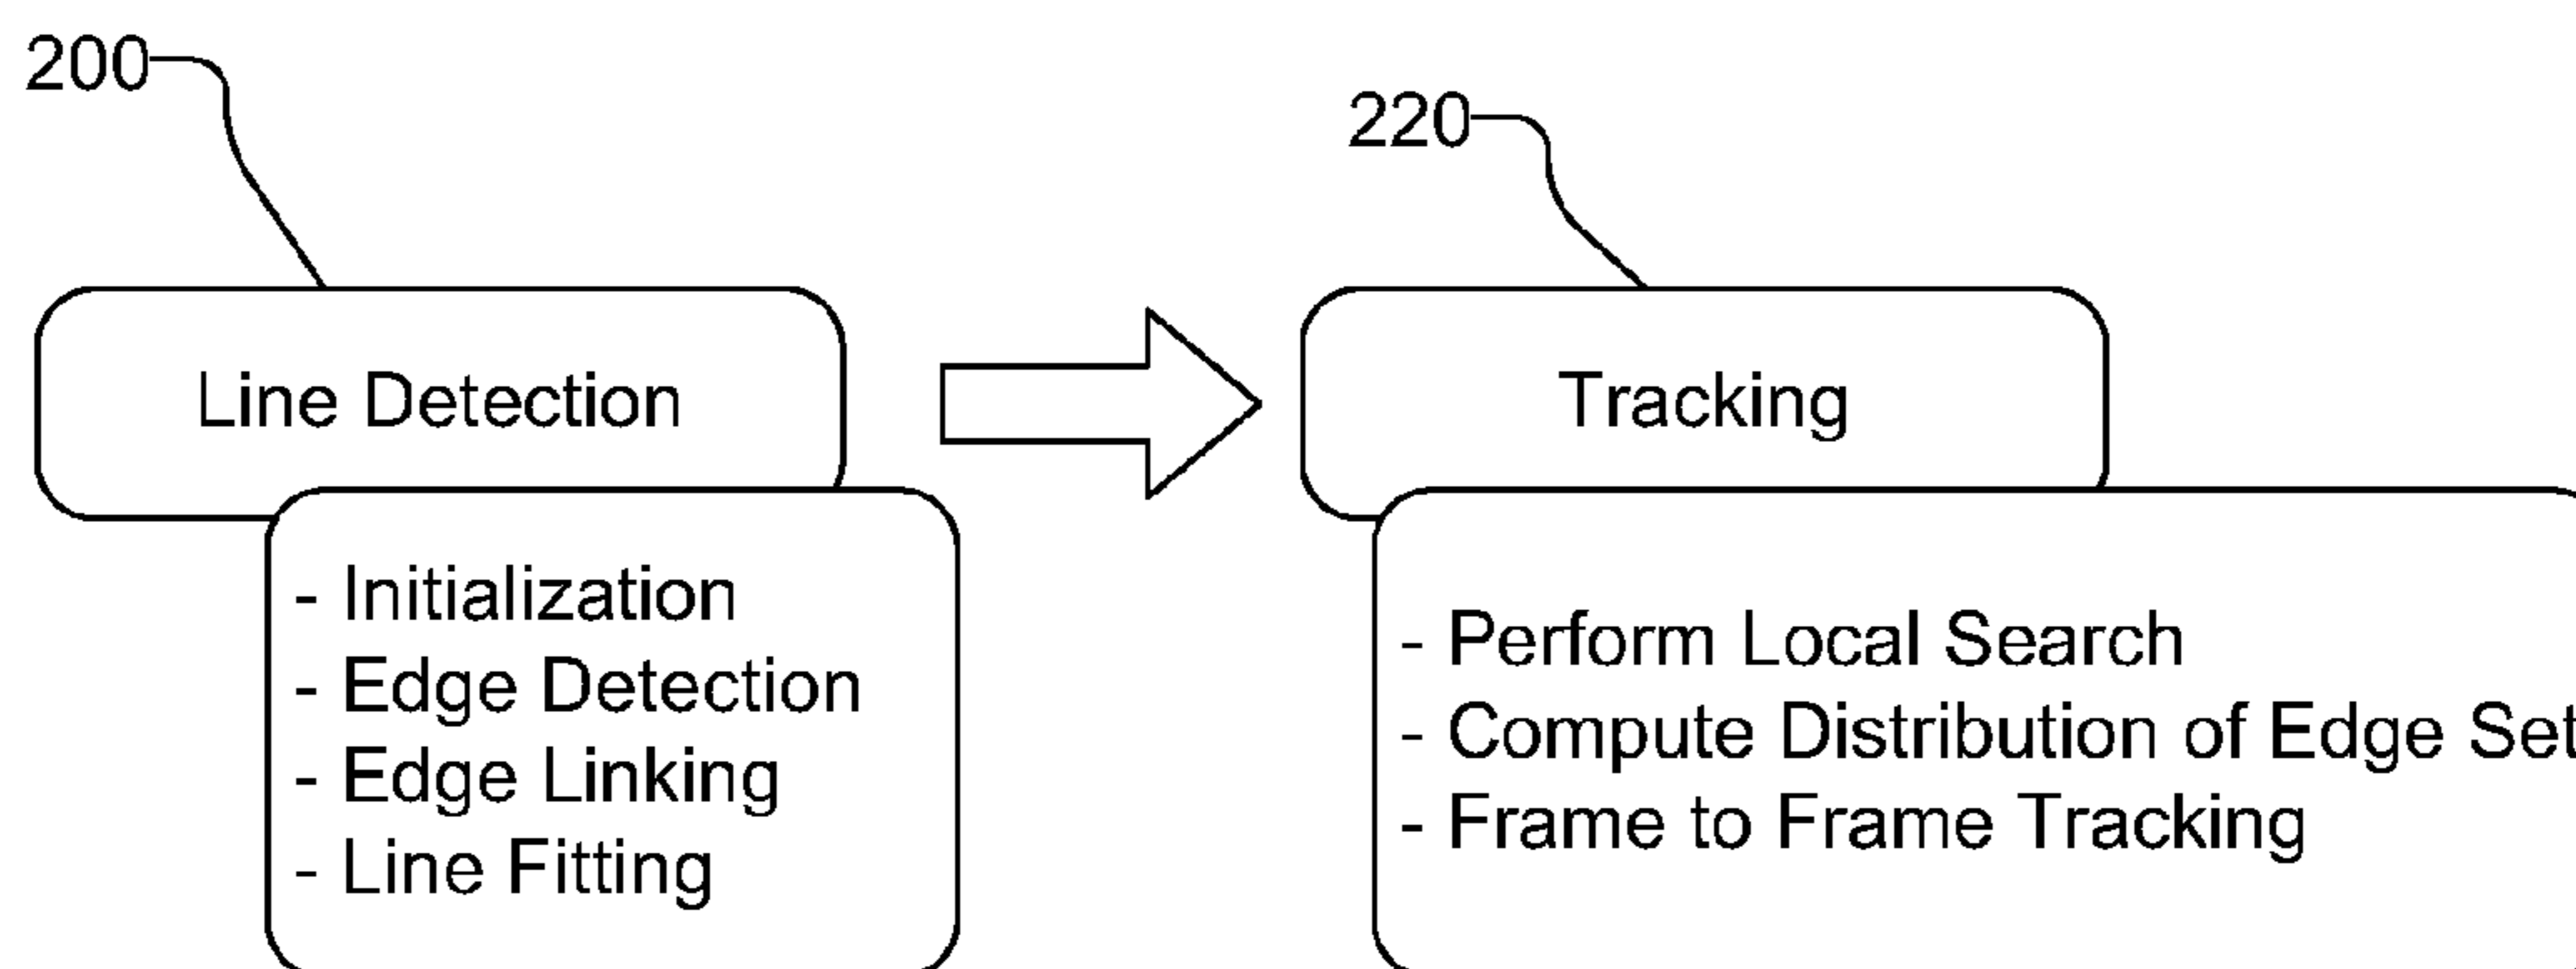 200
220
Line Detection
Tracking
- Initialization
- Edge Detection
- Edge Linking
- Line Fitting
- Perform Local Search
- Compute Distribution of Edge Set
- Frame to Frame Tracking